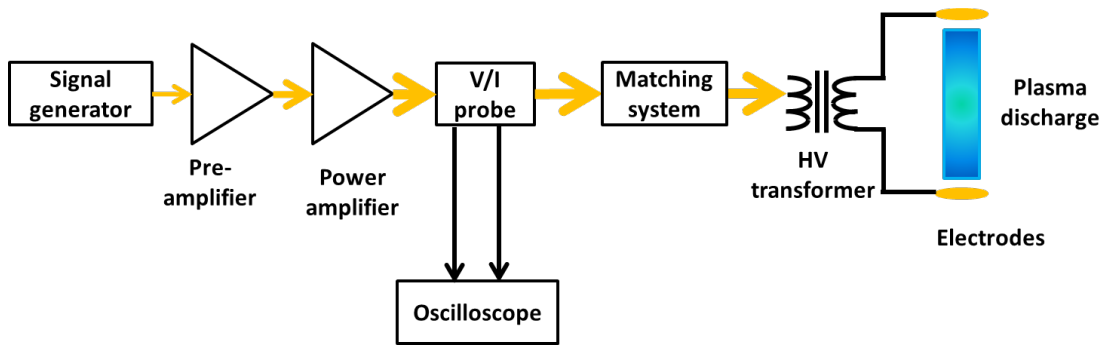 Signal
generator
Pre-
amplifier
Power
amplifier
V/I
probe
Oscilloscope
Matching
system
HV
transformer
Plasma
discharge
Electrodes